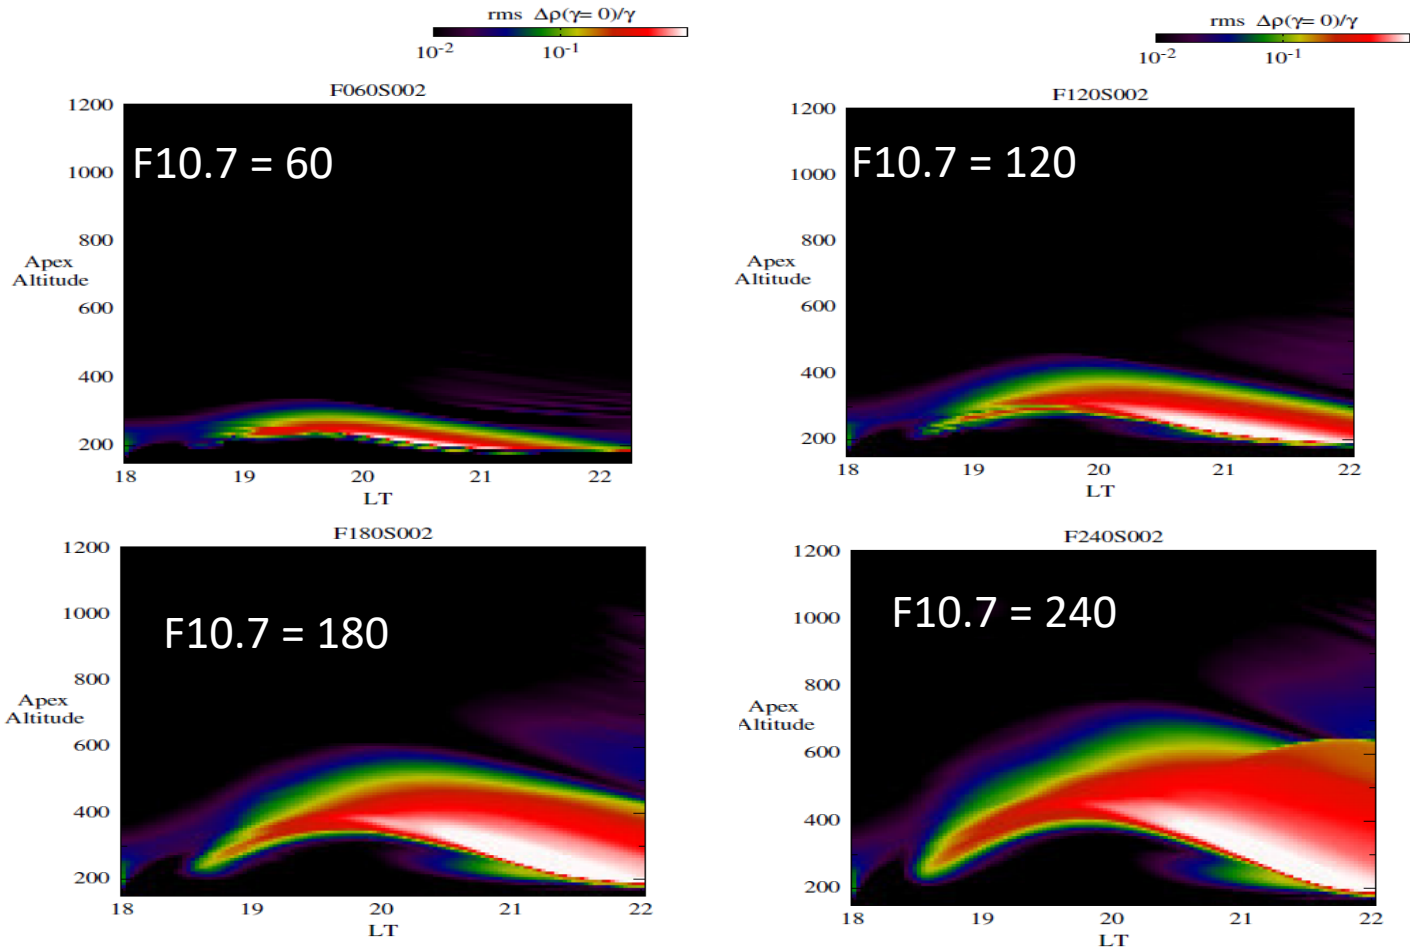 rms Δρ(γ= 0)/γ
10-2 10-1
F060S002
F10.7 = 60
1200
1000
800
Apex
Altitude
600
400
200
18 19 20 21 22
LT
rms Δρ(γ= 0)/γ
10-2 10-1
F120S002
F10.7 = 120
1200
1000
800
Apex
Altitude
600
400
200
18 19 20 21 22
LT
F180S002
F10.7 = 180
1200
1000
800
Apex
Altitude
600
400
200
18 19 20 21 22
LT
F240S002
F10.7 = 240
1200
1000
800
Apex
Altitude
600
400
200
18 19 20 21 22
LT